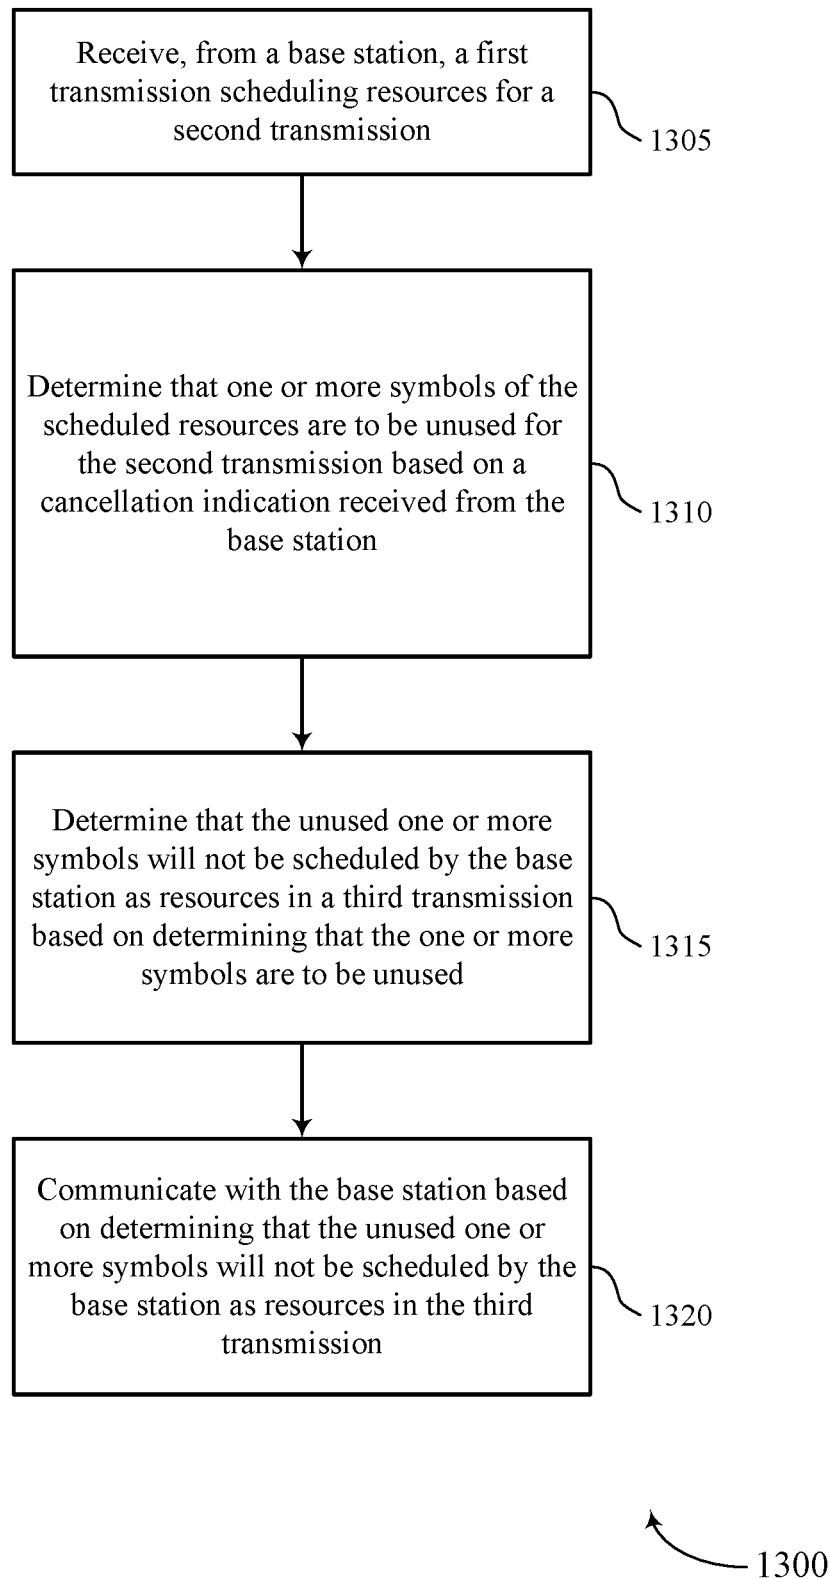 Receive, from a base station, a first
transmission scheduling resources for a
second transmission
1305
Determine that one or more symbols of the
scheduled resources are to be unused for
the second transmission based on a
cancellation indication received from the
base station
1310
Determine that the unused one or more
symbols will not be scheduled by the base
station as resources in a third transmission
based on determining that the one or more
symbols are to be unused
1315
Communicate with the base station based
on determining that the unused one or
more symbols will not be scheduled by the
base station as resources in the third
transmission
1320
1300